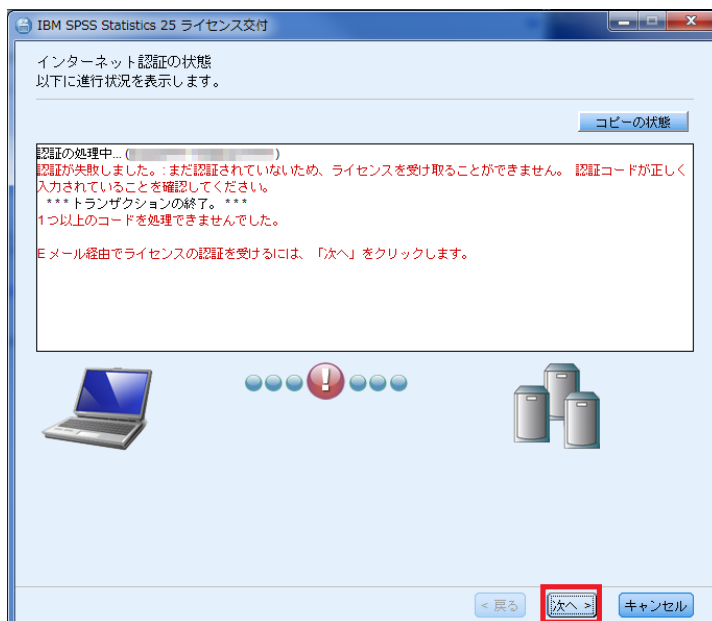 IBM SPSS Statistics 25 ライセンス交付
インターネット認証の状態
以下に進行状況を表示します。
コピーの状態
認証の処理中... ( )
認証が失敗しました。: まだ認証されていないため、ライセンスを受け取ることができません。 認証コードが正しく
入力されていることを確認してください。
*** トランザクションの終了。 ***
1つ以上のコードを処理できませんでした。
Eメール経由でライセンスの認証を受けるには、「次へ」をクリックします。
< 戻る
次へ >
キャンセル